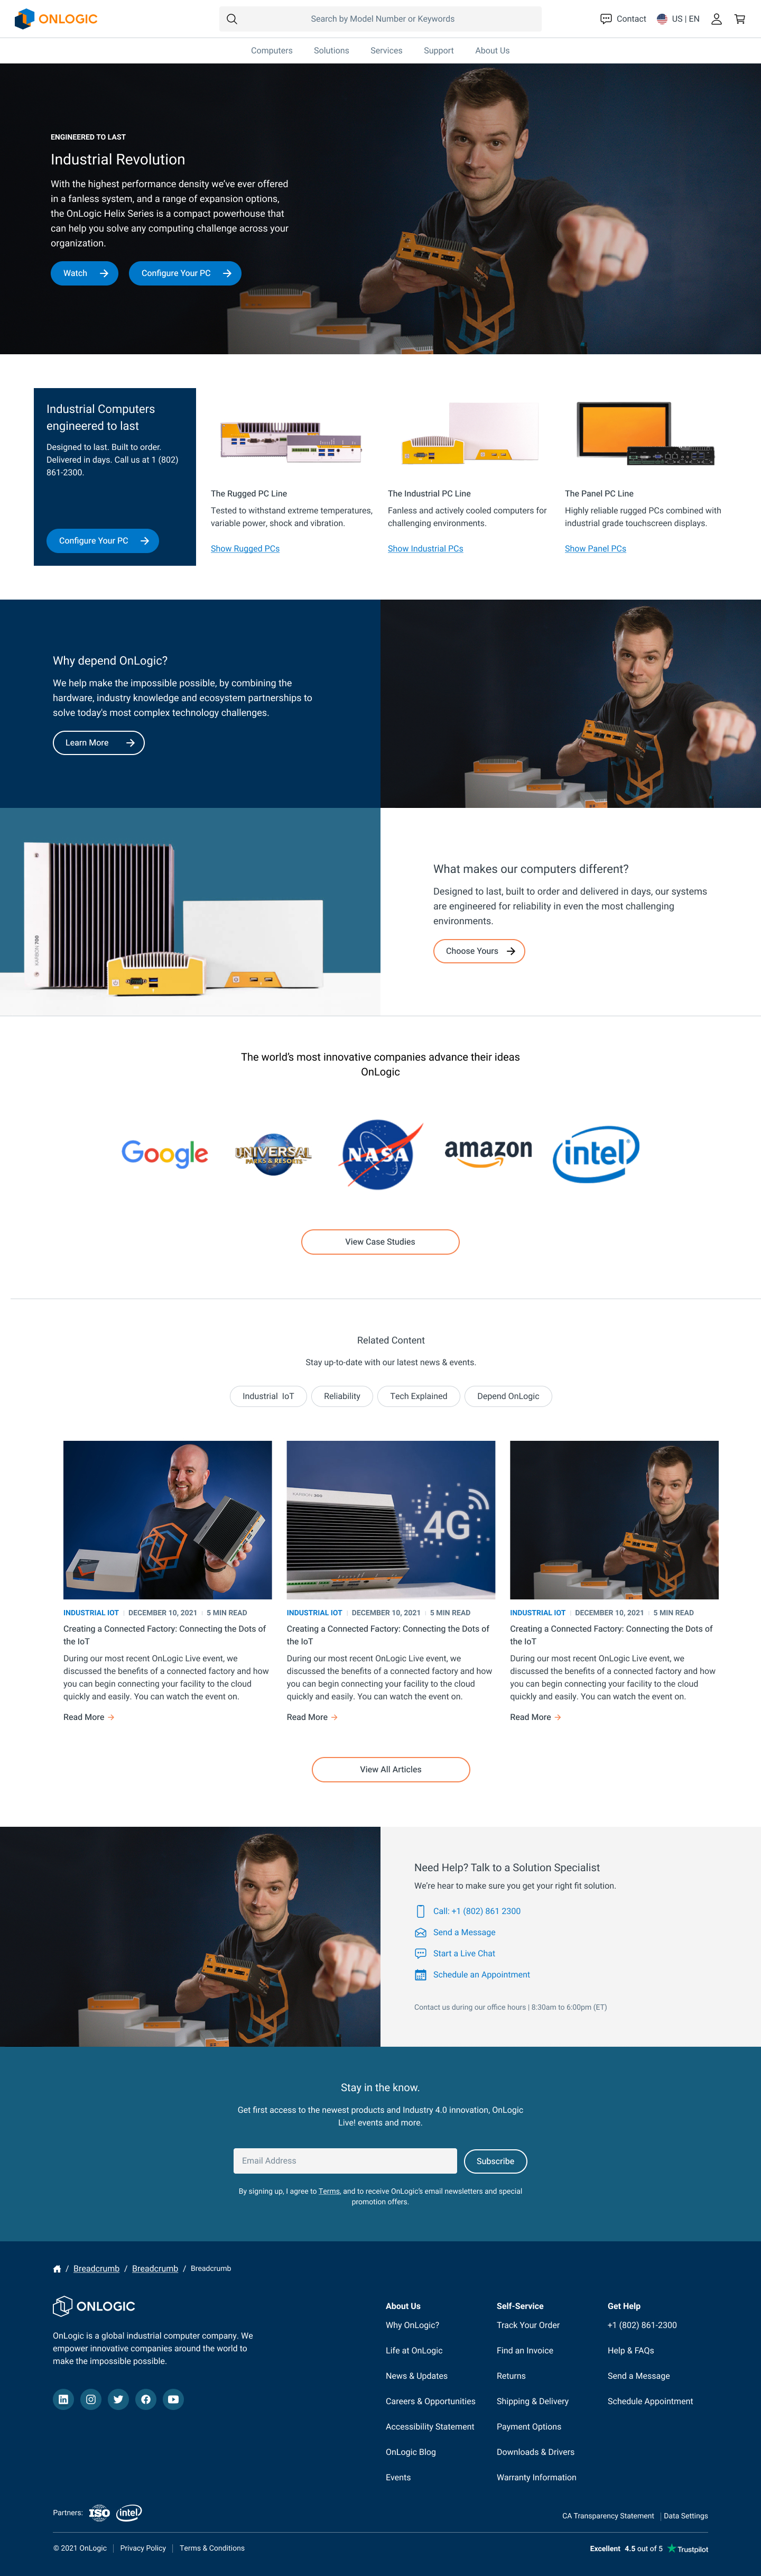 ONLOGIC
Search by Model Number or Keywords
Contact
US | EN
Computers
Solutions
Services
Support
About Us
ENGINEERED TO LAST
Industrial Revolution
With the highest performance density we've ever offered
in a fanless system, and a range of expansion options,
the OnLogic Helix Series is a compact powerhouse that
can help you solve any computing challenge across your
organization.
Watch
Configure Your PC
Industrial Computers
engineered to last
Designed to last. Built to order.
Delivered in days. Call us at 1 (802)
861-2300.
Configure Your PC
The Rugged PC Line
Tested to withstand extreme temperatures,
variable power, shock and vibration.
Show Rugged PCs
The Industrial PC Line
Fanless and actively cooled computers for
challenging environments.
Show Industrial PCs
The Panel PC Line
Highly reliable rugged PCs combined with
industrial grade touchscreen displays.
Show Panel PCs
Why depend OnLogic?
We help make the impossible possible, by combining the
hardware, industry knowledge and ecosystem partnerships to
solve today's most complex technology challenges.
Learn More
KARBON 700
What makes our computers different?
Designed to last, built to order and delivered in days, our systems
are engineered for reliability in even the most challenging
environments.
Choose Yours
The world's most innovative companies advance their ideas
OnLogic
Google
UNIVERSAL
PARKS & RESORTS
NASA
amazon
intel
View Case Studies
Related Content
Stay up-to-date with our latest news & events.
Industrial IoT
Reliability
Tech Explained
Depend OnLogic
4G
INDUSTRIAL IOT | DECEMBER 10, 2021 | 5 MIN READ
Creating a Connected Factory: Connecting the Dots of
the IoT
During our most recent OnLogic Live event, we
discussed the benefits of a connected factory and how
you can begin connecting your facility to the cloud
quickly and easily. You can watch the event on.
Read More
INDUSTRIAL IOT | DECEMBER 10, 2021 | 5 MIN READ
Creating a Connected Factory: Connecting the Dots of
the IoT
During our most recent OnLogic Live event, we
discussed the benefits of a connected factory and how
you can begin connecting your facility to the cloud
quickly and easily. You can watch the event on.
Read More
INDUSTRIAL IOT | DECEMBER 10, 2021 | 5 MIN READ
Creating a Connected Factory: Connecting the Dots of
the IoT
During our most recent OnLogic Live event, we
discussed the benefits of a connected factory and how
you can begin connecting your facility to the cloud
quickly and easily. You can watch the event on.
Read More
View All Articles
Need Help? Talk to a Solution Specialist
We're hear to make sure you get your right fit solution.
Call: +1 (802) 861 2300
Send a Message
Start a Live Chat
Schedule an Appointment
Contact us during our office hours | 8:30am to 6:00pm (ET)
Stay in the know.
Get first access to the newest products and Industry 4.0 innovation, OnLogic
Live! events and more.
Email Address
Subscribe
By signing up, I agree to Terms, and to receive OnLogic's email newsletters and special
promotion offers.
/ Breadcrumb / Breadcrumb / Breadcrumb
ONLOGIC
OnLogic is a global industrial computer company. We
empower innovative companies around the world to
make the impossible possible.
About Us
Why OnLogic?
Life at OnLogic
News & Updates
Careers & Opportunities
Accessibility Statement
OnLogic Blog
Events
Self-Service
Track Your Order
Find an Invoice
Returns
Shipping & Delivery
Payment Options
Downloads & Drivers
Warranty Information
Get Help
+1 (802) 861-2300
Help & FAQs
Send a Message
Schedule Appointment
Partners:
ISO
intel
CA Transparency Statement | Data Settings
© 2021 OnLogic | Privacy Policy | Terms & Conditions
Excellent 4.5 out of 5 Trustpilot